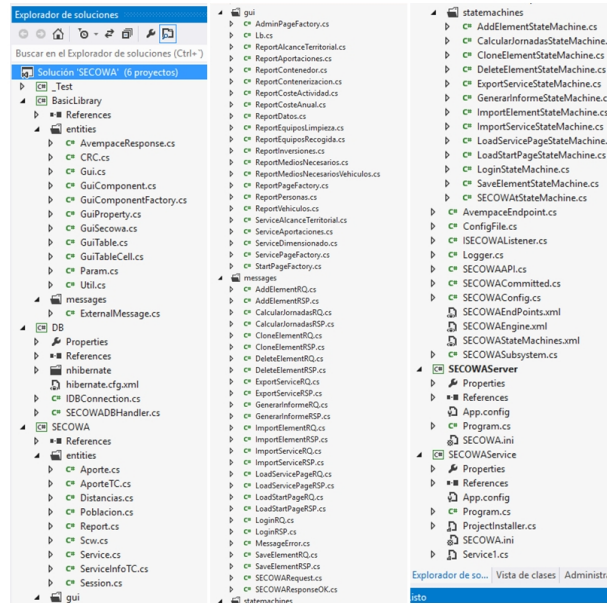 Explorador de soluciones
Buscar en el Explorador de soluciones (Ctrl+´)
Solución 'SECOWA' (6 proyectos)
_Test
BasicLibrary
References
entities
AvempaceResponse.cs
CRC.cs
Gui.cs
GuiComponent.cs
GuiComponentFactory.cs
GuiProperty.cs
GuiSecowa.cs
GuiTable.cs
GuiTableCell.cs
Param.cs
Util.cs
messages
ExternalMessage.cs
DB
Properties
References
nhibernate
hibernate.cfg.xml
IDBConnection.cs
SECOWADBHandler.cs
SECOWA
References
entities
Aporte.cs
AporteTC.cs
Distancias.cs
Poblacion.cs
Report.cs
Scw.cs
Service.cs
ServiceInfoTC.cs
Session.cs
gui
gui
AdminPageFactory.cs
Lb.cs
ReportAlcanceTerritorial.cs
ReportAportaciones.cs
ReportContenedor.cs
ReportContenerizacion.cs
ReportCosteActividad.cs
ReportCosteAnual.cs
ReportDatos.cs
ReportEquiposLimpieza.cs
ReportEquiposRecogida.cs
ReportInversiones.cs
ReportMediosNecesarios.cs
ReportMediosNecesariosVehiculos.cs
ReportPageFactory.cs
ReportPersonas.cs
ReportVehiculos.cs
ServiceAlcanceTerritorial.cs
ServiceAportaciones.cs
ServiceDimensionado.cs
ServicePageFactory.cs
StartPageFactory.cs
messages
AddElementRQ.cs
AddElementRSP.cs
CalcularJornadasRQ.cs
CalcularJornadasRSP.cs
CloneElementRQ.cs
CloneElementRSP.cs
DeleteElementRQ.cs
DeleteElementRSP.cs
ExportServiceRQ.cs
ExportServiceRSP.cs
GenerarInformeRQ.cs
GenerarInformeRSP.cs
ImportElementRQ.cs
ImportElementRSP.cs
ImportServiceRQ.cs
ImportServiceRSP.cs
LoadServicePageRQ.cs
LoadServicePageRSP.cs
LoadStartPageRQ.cs
LoadStartPageRSP.cs
LoginRQ.cs
LoginRSP.cs
MessageError.cs
SaveElementRQ.cs
SaveElementRSP.cs
SECOWARequest.cs
SECOWAResponseOK.cs
statemachines
statemachines
AddElementStateMachine.cs
CalcularJornadasStateMachine.
CloneElementStateMachine.cs
DeleteElementStateMachine.cs
ExportServiceStateMachine.cs
GenerarInformeStateMachine.c
ImportElementStateMachine.cs
ImportServiceStateMachine.cs
LoadServicePageStateMachine.c
LoadStartPageStateMachine.cs
LoginStateMachine.cs
SaveElementStateMachine.cs
SECOWAtStateMachine.cs
AvempaceEndpoint.cs
ConfigFile.cs
ISECOWAListener.cs
Logger.cs
SECOWAAPI.cs
SECOWACommitted.cs
SECOWAConfig.cs
SECOWAEndPoints.xml
SECOWAEngine.xml
SECOWAStateMachines.xml
SECOWASubsystem.cs
SECOWAServer
Properties
References
App.config
Program.cs
SECOWA.ini
SECOWAService
Properties
References
App.config
Program.cs
ProjectInstaller.cs
SECOWA.ini
Service1.cs
Explorador de so... Vista de clases Administra
isto